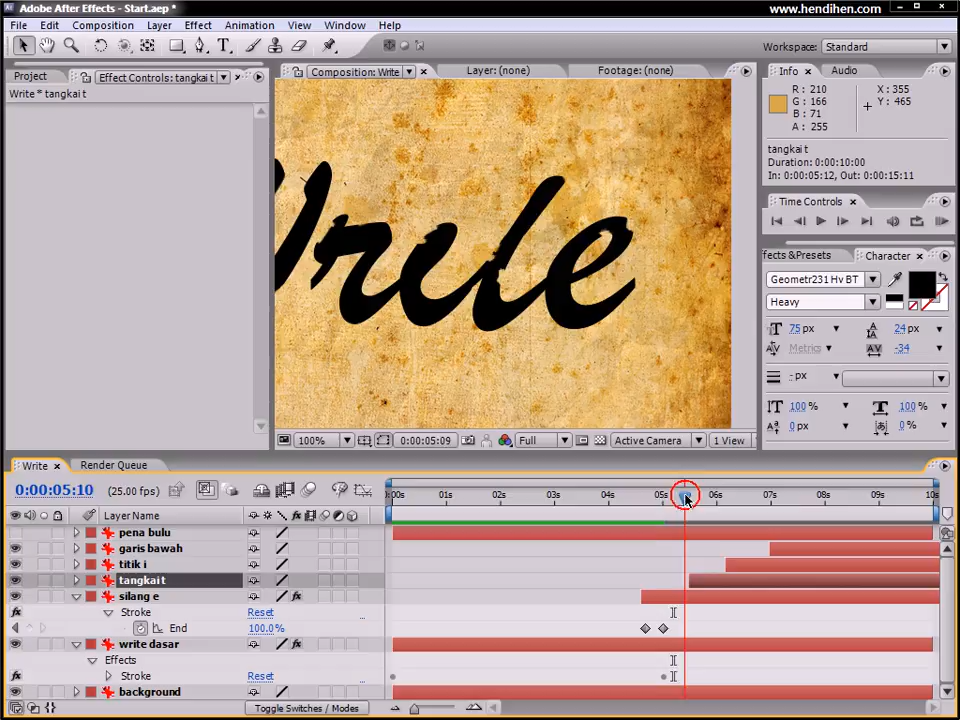 Adobe After Effects - Start.aep *
www.hendihen.com
File Edit Composition Layer Effect Animation View Window Help
Workspace: Standard
Project Effect Controls: tangkai t
Write * tangkai t
Composition: Write Layer: (none) Footage: (none)
Info Audio
R: 210 X: 355
G: 166 Y: 465
B: 71
A: 255
tangkai t
Duration: 0:00:10:00
In: 0:00:05:12, Out: 0:00:15:11
Time Controls
ffects & Presets Character
Geometr231 Hv BT
Heavy
75 px 24 px
Metrics -34
- px
100 % 100 %
0 px 0 %
Write
100% 0:00:05:09 Full Active Camera 1 View
Write Render Queue
0:00:05:10 (25.00 fps)
0:00s 01s 02s 03s 04s 05s 06s 07s 08s 09s 10s
# Layer Name
pena bulu
garis bawah
titik i
tangkai t
silang e
Stroke Reset
End 100.0%
write dasar
Effects
Stroke Reset
background
Toggle Switches / Modes